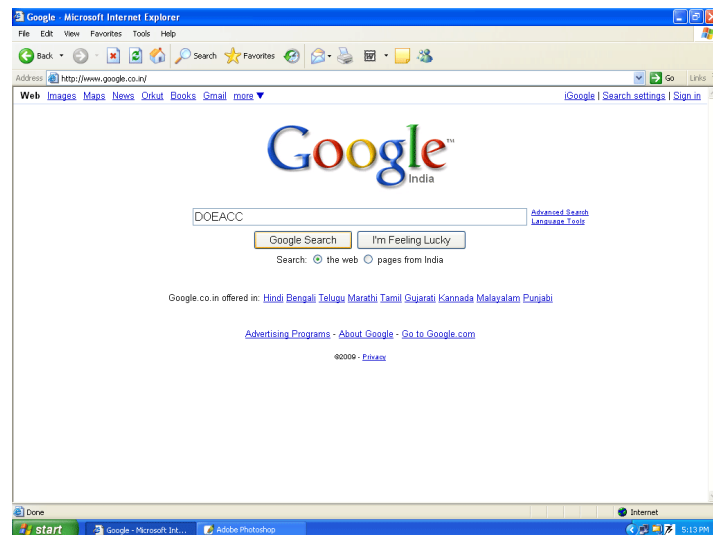 Google - Microsoft Internet Explorer
File Edit View Favorites Tools Help
Back Search Favorites
Address http://www.google.co.in/ Go Links
Web Images Maps News Orkut Books Gmail more ▼ iGoogle | Search settings | Sign in
Google™
India
DOEACC Advanced Search
Language Tools
Google Search I'm Feeling Lucky
Search: the web pages from India
Google.co.in offered in: Hindi Bengali Telugu Marathi Tamil Gujarati Kannada Malayalam Punjabi
Advertising Programs - About Google - Go to Google.com
©2009 - Privacy
Done Internet
start Google - Microsoft Int... Adobe Photoshop 5:13 PM